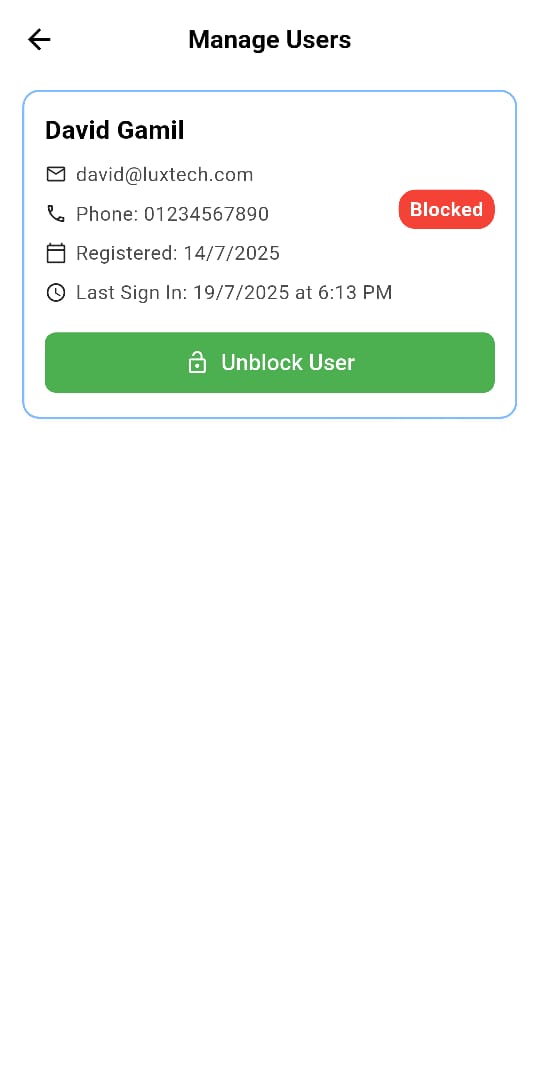 Manage Users
David Gamil
david@luxtech.com
Phone: 01234567890
Blocked
Registered: 14/7/2025
Last Sign In: 19/7/2025 at 6:13 PM
Unblock User